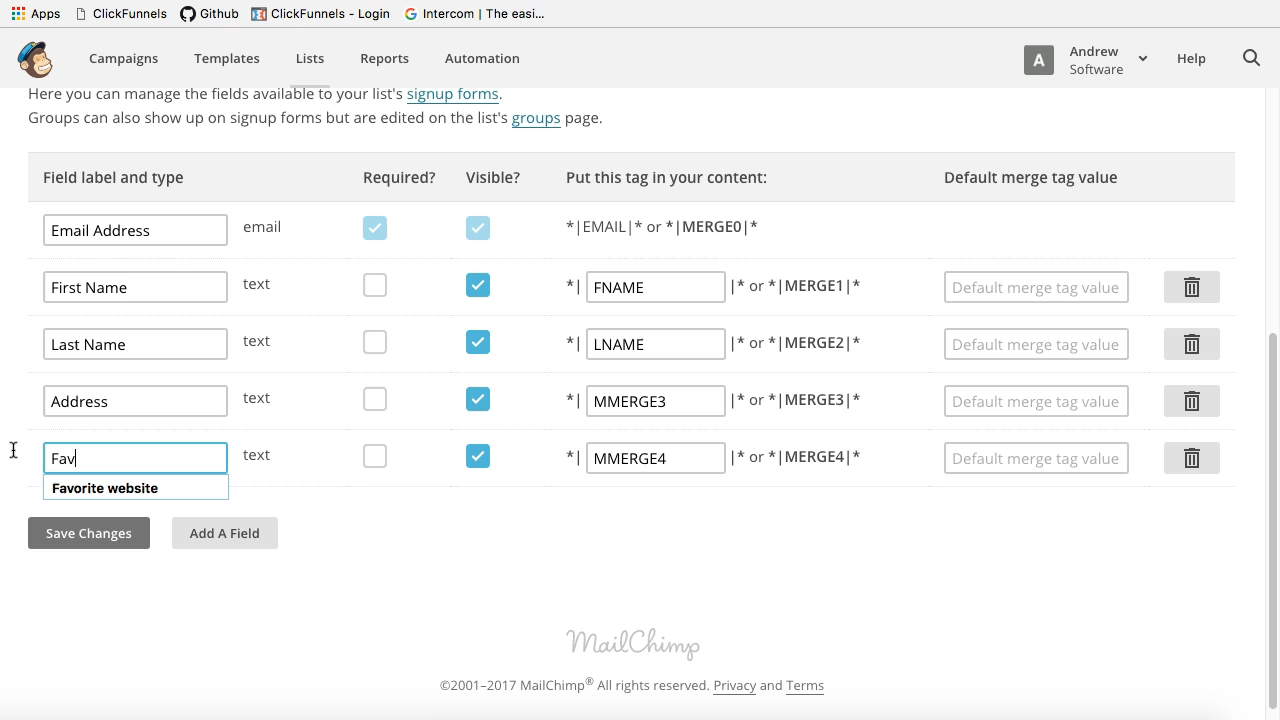 Apps ClickFunnels Github ClickFunnels - Login Intercom | The easi...
Campaigns Templates Lists Reports Automation A Andrew Software Help
Here you can manage the fields available to your list's signup forms.
Groups can also show up on signup forms but are edited on the list's groups page.
Field label and type Required? Visible? Put this tag in your content: Default merge tag value
Email Address email *|EMAIL|* or *|MERGE0|*
First Name text *| FNAME |* or *|MERGE1|* Default merge tag value
Last Name text *| LNAME |* or *|MERGE2|* Default merge tag value
Address text *| MMERGE3 |* or *|MERGE3|* Default merge tag value
Fav text *| MMERGE4 |* or *|MERGE4|* Default merge tag value
Favorite website
Save Changes Add A Field
MailChimp
©2001–2017 MailChimp® All rights reserved. Privacy and Terms